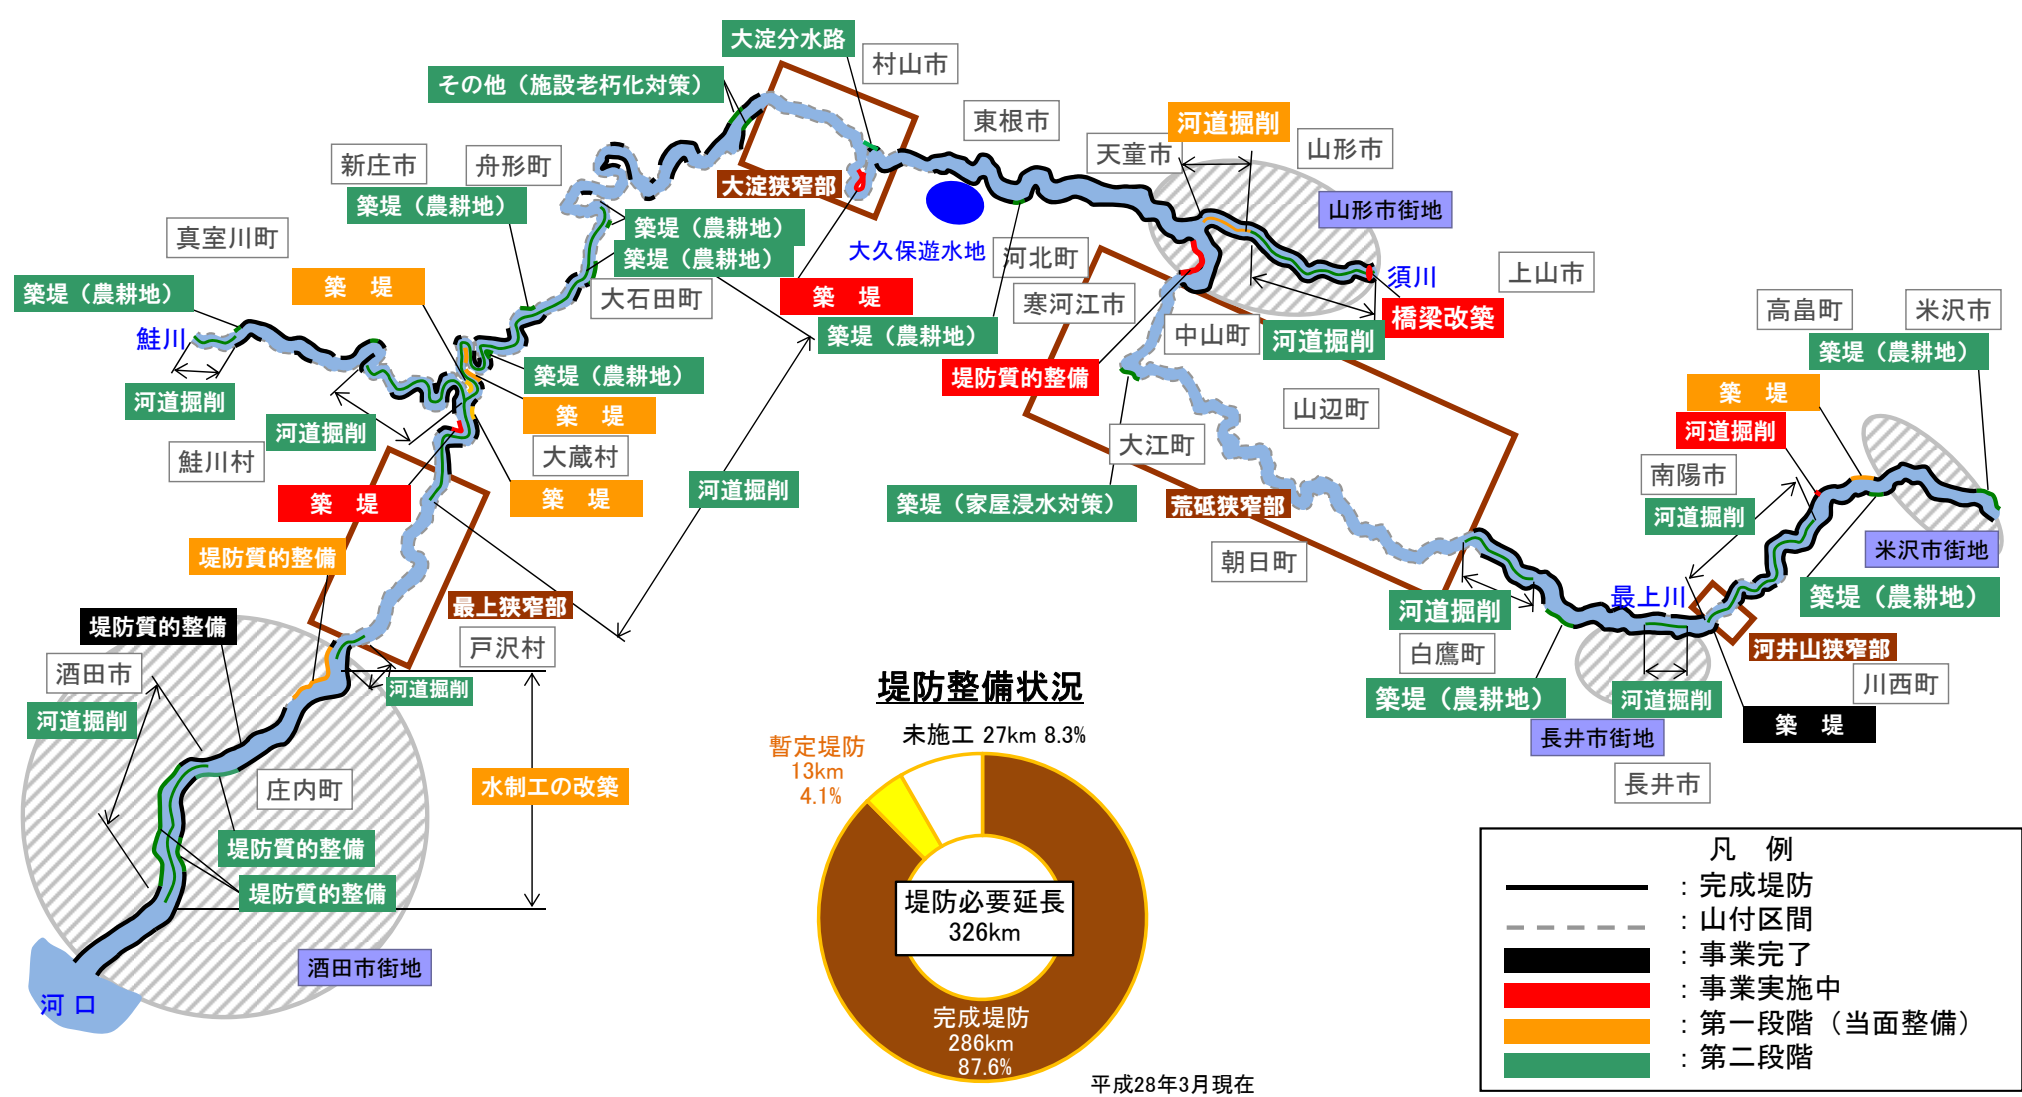 大淀分水路
村山市
その他（施設老朽化対策）
東根市
河道掘削
天童市
山形市
新庄市
舟形町
大淀狭窄部
築堤（農耕地）
山形市街地
真室川町
築堤（農耕地）
築堤（農耕地）
大久保遊水地
河北町
上山市
須川
築堤（農耕地）
築　堤
大石田町
築　堤
寒河江市
橋梁改築
高畠町
米沢市
鮭川
築堤（農耕地）
中山町
河道掘削
築堤（農耕地）
築堤（農耕地）
堤防質的整備
築　堤
河道掘削
築　堤
山辺町
河道掘削
河道掘削
大蔵村
大江町
鮭川村
南陽市
河道掘削
築　堤
築　堤
築堤（家屋浸水対策）
荒砥狭窄部
河道掘削
堤防質的整備
朝日町
米沢市街地
最上狭窄部
最上川
築堤（農耕地）
河道掘削
堤防質的整備
戸沢村
白鷹町
河井山狭窄部
酒田市
河道掘削
川西町
築堤（農耕地）
河道掘削
河道掘削
築　堤
長井市街地
長井市
水制工の改築
庄内町
堤防質的整備
堤防質的整備
酒田市街地
河口
堤防整備状況
未施工 27km 8.3%
暫定堤防
13km
4.1%
堤防必要延長
326km
完成堤防
286km
87.6%
平成28年3月現在
凡　例
：完成堤防
：山付区間
：事業完了
：事業実施中
：第一段階（当面整備）
：第二段階